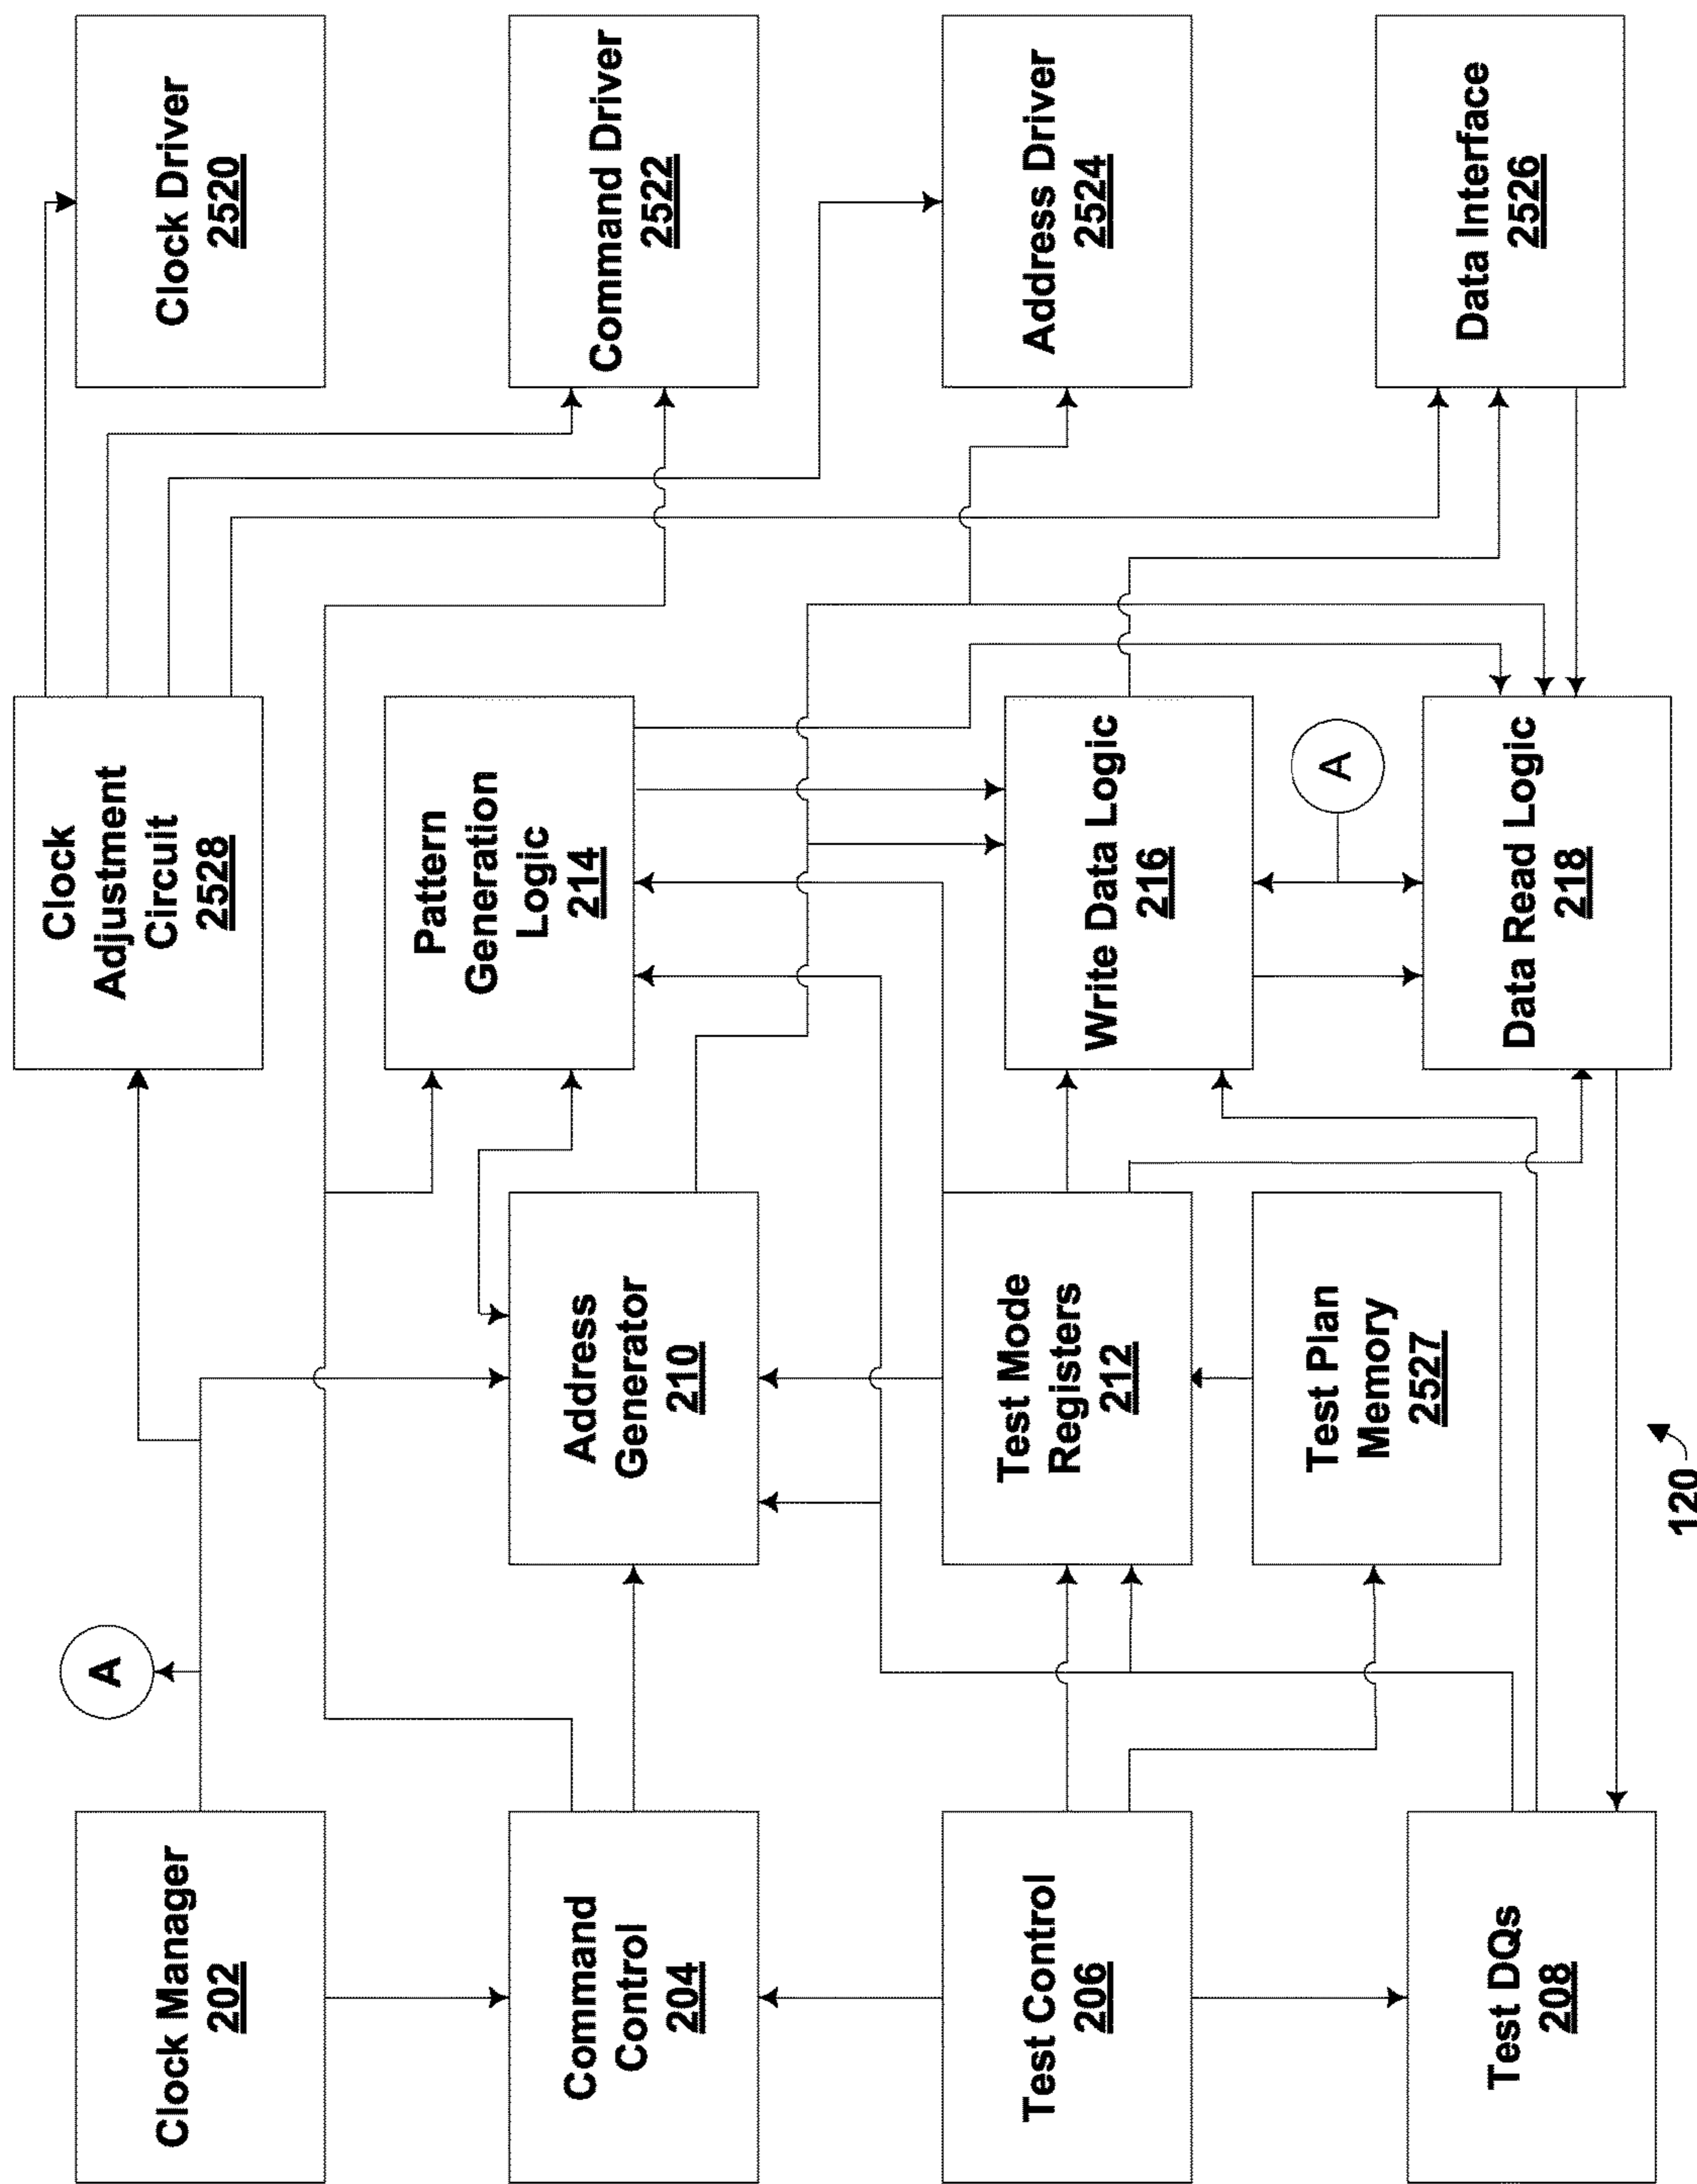 Clock Manager
202
Command
Control
204
Test Control
206
Test DQs
208
A
Address
Generator
210
Test Mode
Registers
212
Test Plan
Memory
2527
Clock
Adjustment
Circuit
2528
Pattern
Generation
Logic
214
Write Data Logic
216
A
Data Read Logic
218
Clock Driver
2520
Command Driver
2522
Address Driver
2524
Data Interface
2526
120